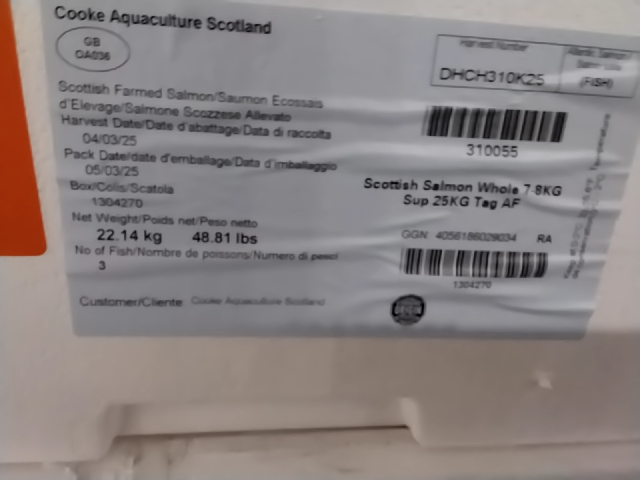 Cooke Aquaculture Scotland
GB
OA036
Harvest Number
DHCH310K25
Atlantic Salmon
(FISH)
Scottish Farmed Salmon/Saumon Ecossais
d'Elevage/Salmone Scozzese Allevato
Harvest Date/Date d'abattage/Data di raccolta
04/03/25
310055
Pack Date/date d'emballage/Data d'imballaggio
05/03/25
Box/Colis/Scatola
1304270
Scottish Salmon Whole 7-8KG
Sup 25KG Tag AF
Net Weight/Poids net/Peso netto
22.14 kg 48.81 lbs
GGN: 4056186029034 RA
No of Fish/Nombre de poissons/Numero di pesci
3
1304270
Customer/Cliente Cooke Aquaculture Scotland